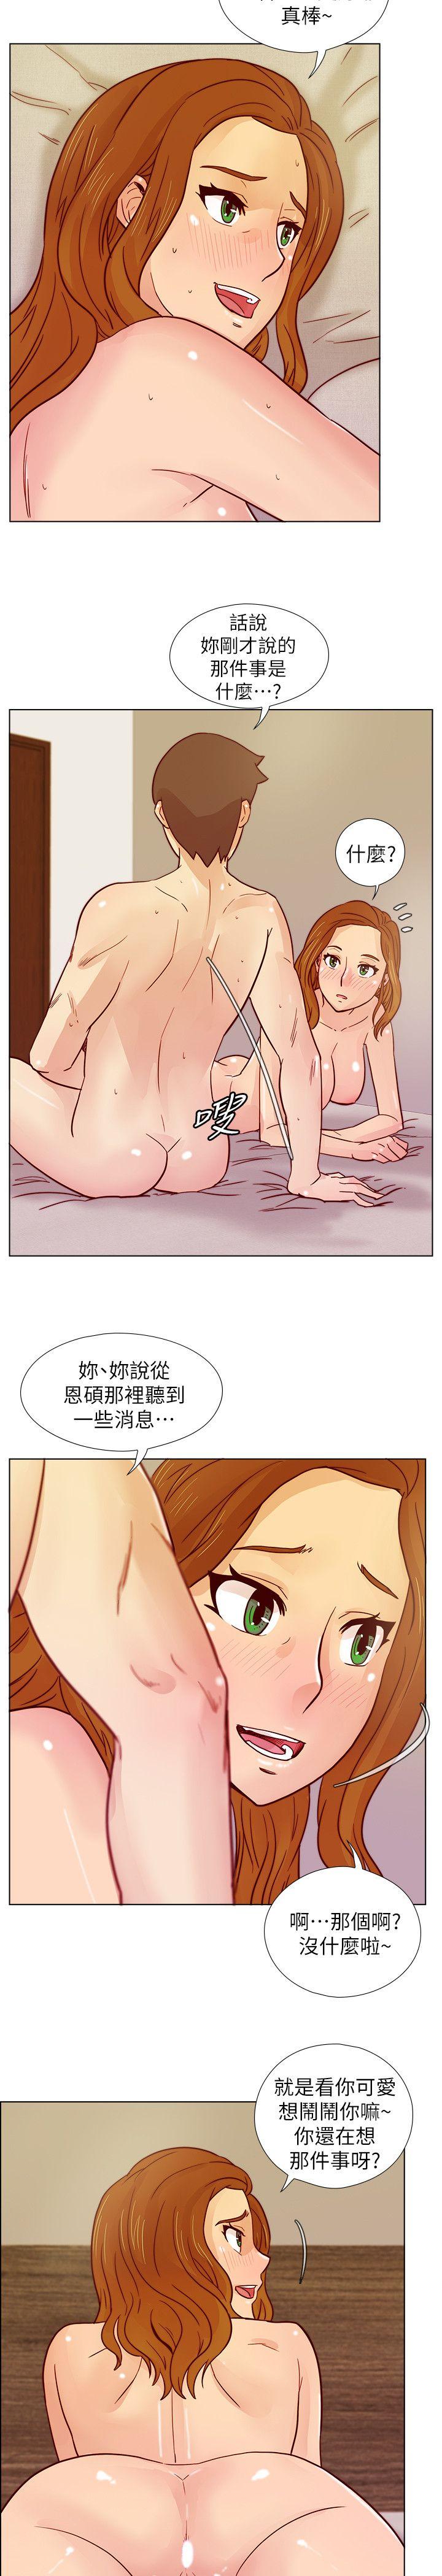 真棒~
話說
妳剛才說的
那件事是
什麼⋯?
什麼?
嗖
妳、妳說從
恩碩那裡聽到
一些消息⋯
啊⋯那個啊?
沒什麼啦~
就是看你可愛
想鬧鬧你嘛~
你還在想
那件事呀?